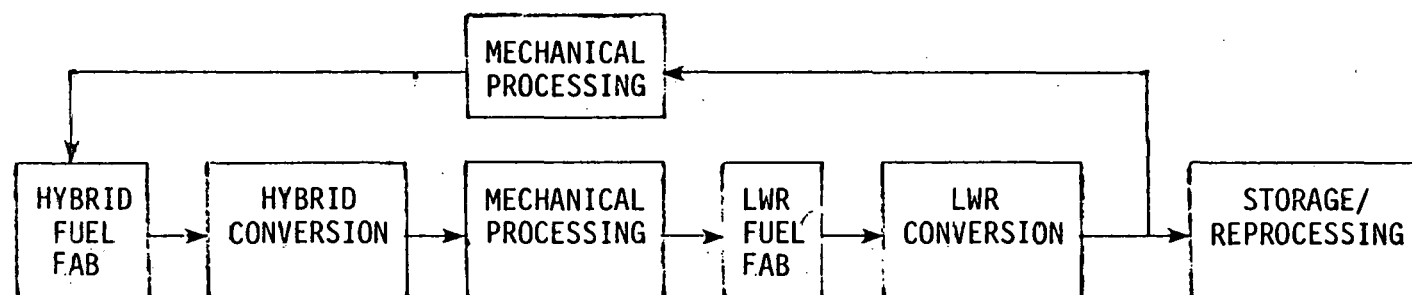 MECHANICAL
PROCESSING
HYBRID
FUEL
FAB
HYBRID
CONVERSION
MECHANICAL
PROCESSING
LWR
FUEL
FAB
LWR
CONVERSION
STORAGE/
REPROCESSING